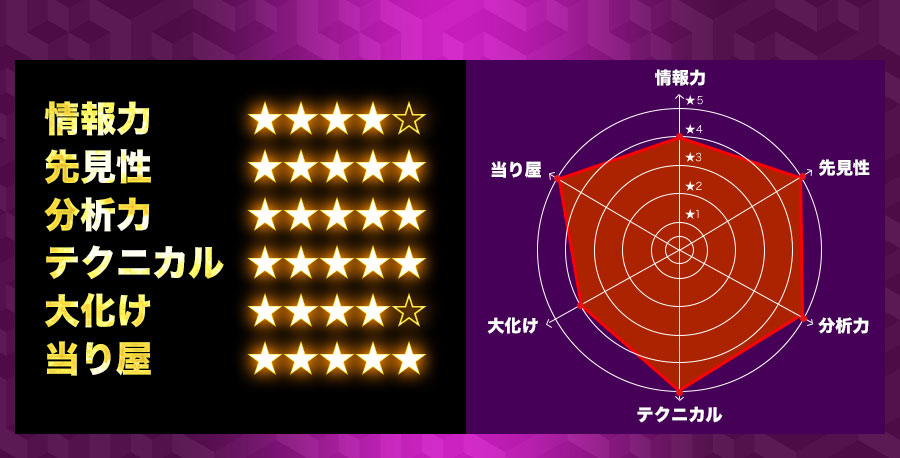 情報力 ★★★★☆
先見性 ★★★★★
分析力 ★★★★★
テクニカル ★★★★★
大化け ★★★★☆
当り屋 ★★★★★
情報力
★5
★4
★3
★2
★1
当り屋
先見性
大化け
分析力
テクニカル